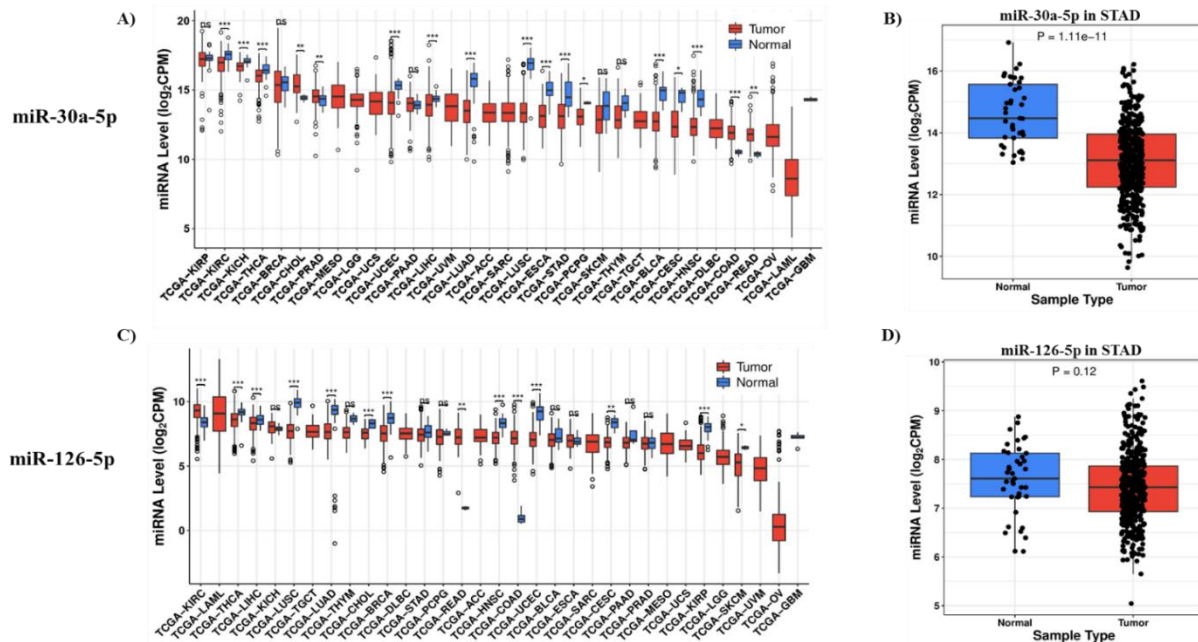 A)
ns *** *** *** ns ** ** *** ns *** *** *** *** *** * ns ns *** * *** *** **
Tumor
Normal
miRNA Level (log₂CPM)
20
15
10
5
miR-30a-5p
TCGA-KIRP
TCGA-KIRC
TCGA-KICH
TCGA-THCA
TCGA-BRCA
TCGA-CHOL
TCGA-PRAD
TCGA-MESO
TCGA-LGG
TCGA-UCS
TCGA-UCEC
TCGA-PAAD
TCGA-LIHC
TCGA-UVM
TCGA-LUAD
TCGA-ACC
TCGA-SARC
TCGA-LUSC
TCGA-ESCA
TCGA-STAD
TCGA-PCPG
TCGA-SKCM
TCGA-THYM
TCGA-TGCT
TCGA-BLCA
TCGA-CESC
TCGA-HNSC
TCGA-DLBC
TCGA-COAD
TCGA-READ
TCGA-OV
TCGA-LAML
TCGA-GBM
B)
miR-30a-5p in STAD
P = 1.11e-11
miRNA Level (log₂CPM)
16
14
12
10
Normal
Tumor
Sample Type
C)
*** *** *** ns *** *** ns *** *** ns ns ** *** *** *** ns ns ** ns ns *** *
Tumor
Normal
miRNA Level (log₂CPM)
10
5
0
miR-126-5p
TCGA-KIRC
TCGA-LAML
TCGA-THCA
TCGA-LIHC
TCGA-KICH
TCGA-LUSC
TCGA-TGCT
TCGA-LUAD
TCGA-THYM
TCGA-CHOL
TCGA-BRCA
TCGA-DLBC
TCGA-STAD
TCGA-PCPG
TCGA-READ
TCGA-ACC
TCGA-HNSC
TCGA-COAD
TCGA-UCEC
TCGA-BLCA
TCGA-ESCA
TCGA-SARC
TCGA-CESC
TCGA-PAAD
TCGA-PRAD
TCGA-MESO
TCGA-UCS
TCGA-KIRP
TCGA-LGG
TCGA-SKCM
TCGA-UVM
TCGA-OV
TCGA-GBM
D)
miR-126-5p in STAD
P = 0.12
miRNA Level (log₂CPM)
10
9
8
7
6
5
Normal
Tumor
Sample Type